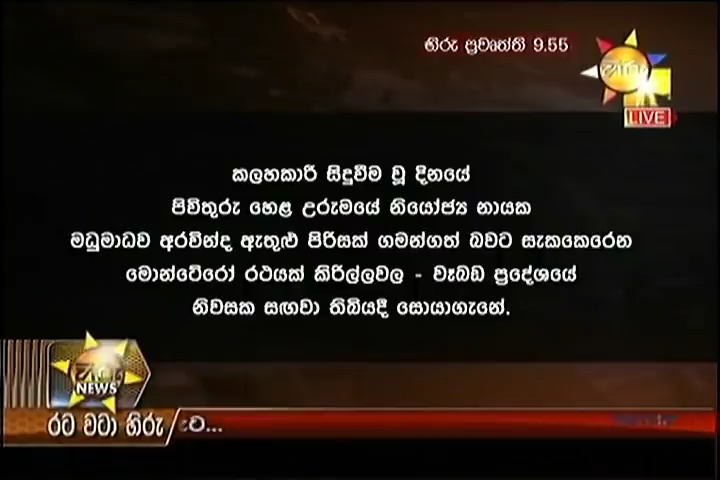 හිරු ප්‍රවෘත්ති 9.55
හිරු
LIVE
කලහකාරී සිදුවීම වූ දිනයේ
පිවිතුරු හෙළ උරුමයේ නියෝජ්‍ය නායක
මධුමාධව අරවින්ද ඇතුළු පිරිසක් ගමන්ගත් බවට සැකකෙරෙන
මොන්ටේරෝ රථයක් කිරිල්ලවල - වෑබඩ ප්‍රදේශයේ
නිවසක සඟවා තිබියදී සොයාගැනේ.
හිරු
NEWS
රට වටා හිරු